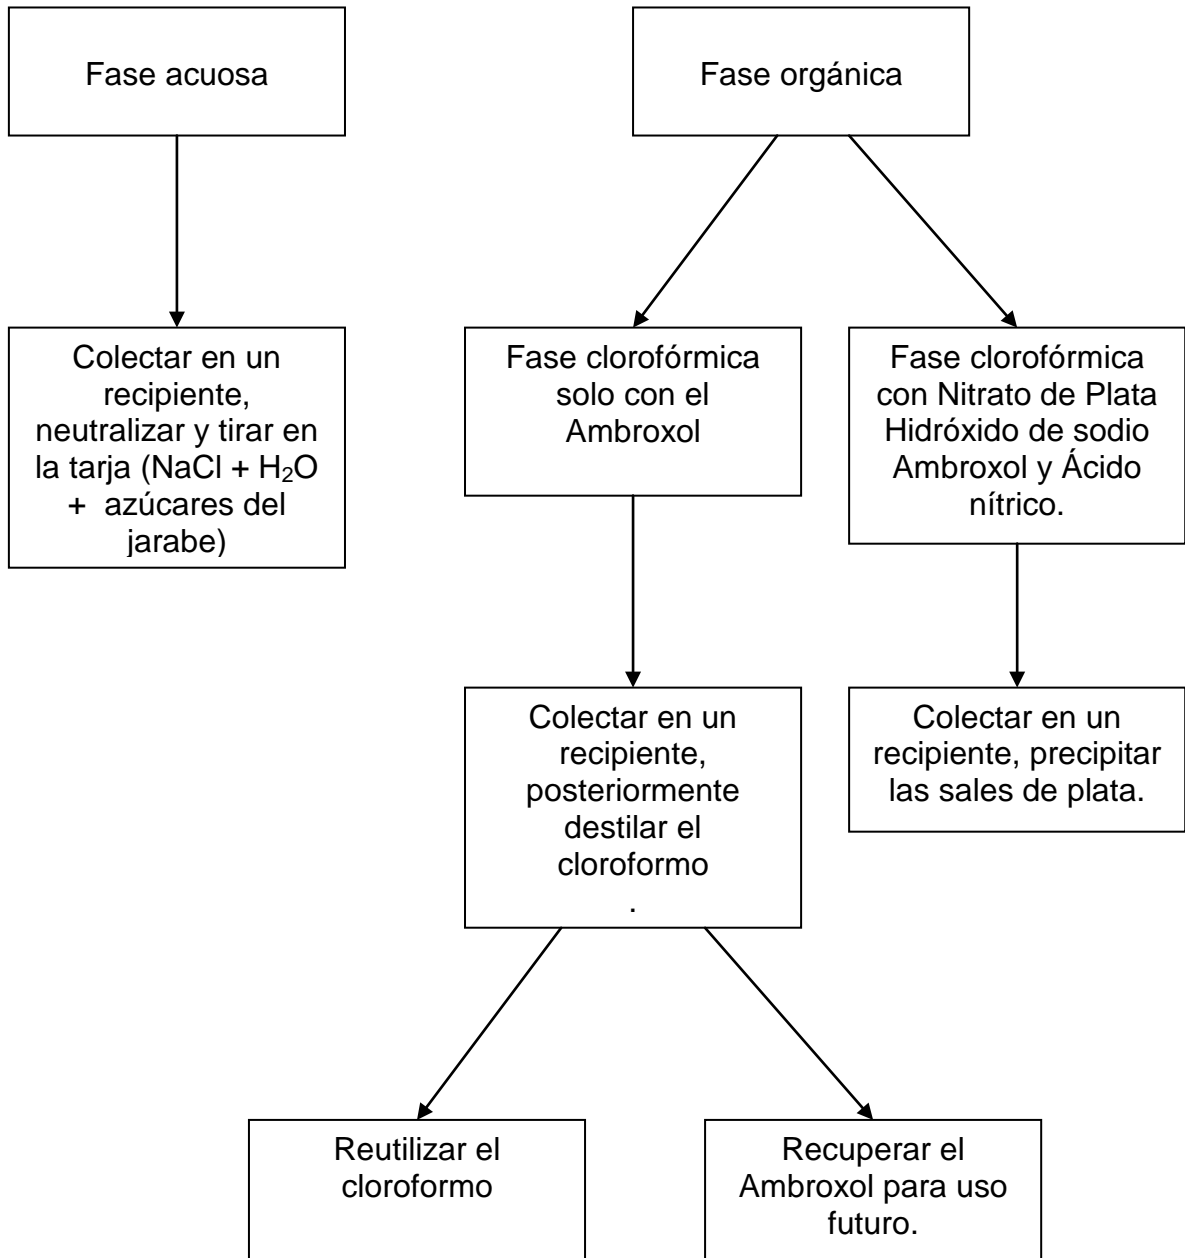 Fase acuosa
Fase orgánica
Colectar en un
recipiente,
neutralizar y tirar en
la tarja (NaCl + H₂O
+ azúcares del
jarabe)
Fase clorofórmica
solo con el
Ambroxol
Fase clorofórmica
con Nitrato de Plata
Hidróxido de sodio
Ambroxol y Ácido
nítrico.
Colectar en un
recipiente,
posteriormente
destilar el
cloroformo
.
Colectar en un
recipiente, precipitar
las sales de plata.
Reutilizar el
cloroformo
Recuperar el
Ambroxol para uso
futuro.